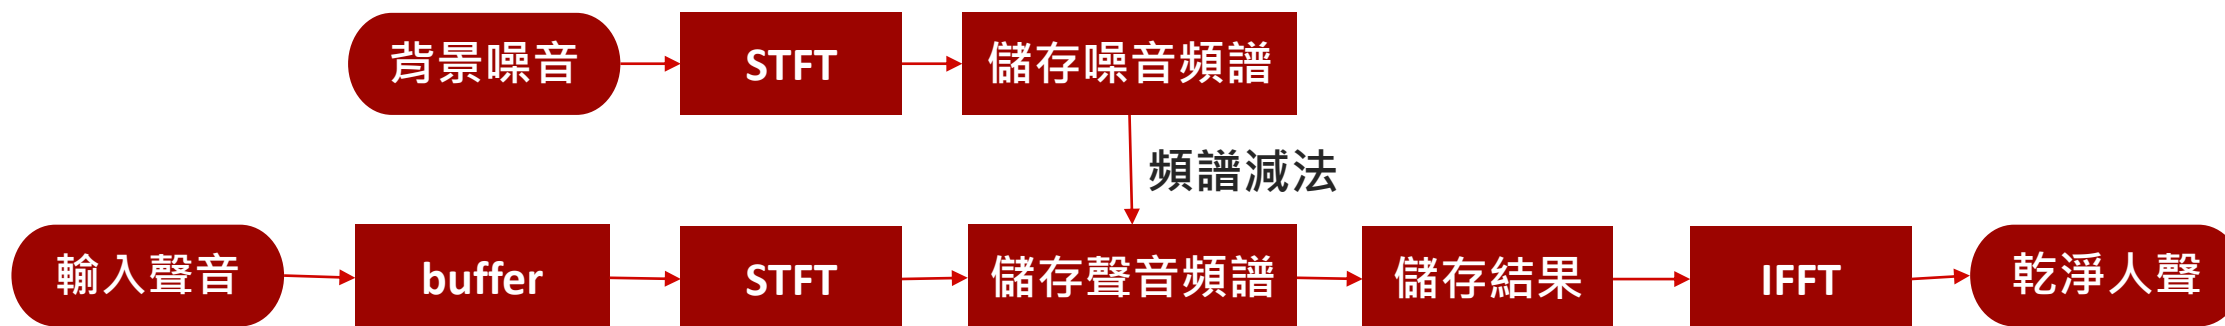 背景噪音
STFT
儲存噪音頻譜
頻譜減法
輸入聲音
buffer
STFT
儲存聲音頻譜
儲存結果
IFFT
乾淨人聲